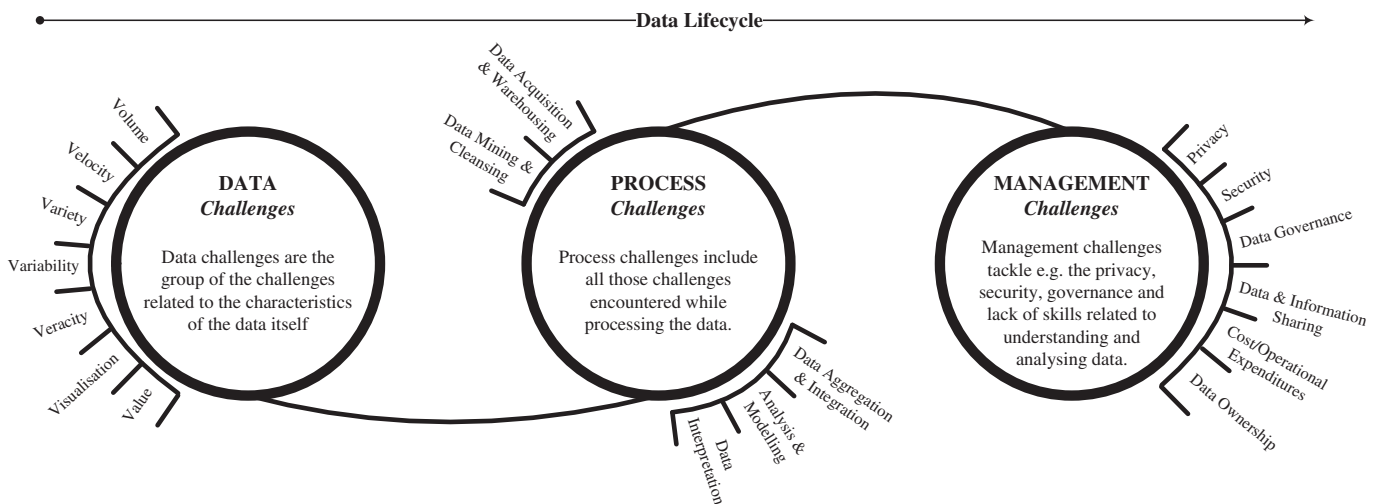 Data Lifecycle
Volume
Velocity
Variety
Variability
Veracity
Visualisation
Value
DATA
Challenges
Data challenges are the
group of the challenges
related to the characteristics
of the data itself
Data Acquisition
& Warehousing
Data Mining &
Cleansing
PROCESS
Challenges
Process challenges include
all those challenges
encountered while
processing the data.
Data Aggregation
& Integration
Analysis &
Modelling
Data
Interpretation
MANAGEMENT
Challenges
Management challenges
tackle e.g. the privacy,
security, governance and
lack of skills related to
understanding and
analysing data.
Privacy
Security
Data Governance
Data & Information
Sharing
Cost/Operational
Expenditures
Data Ownership